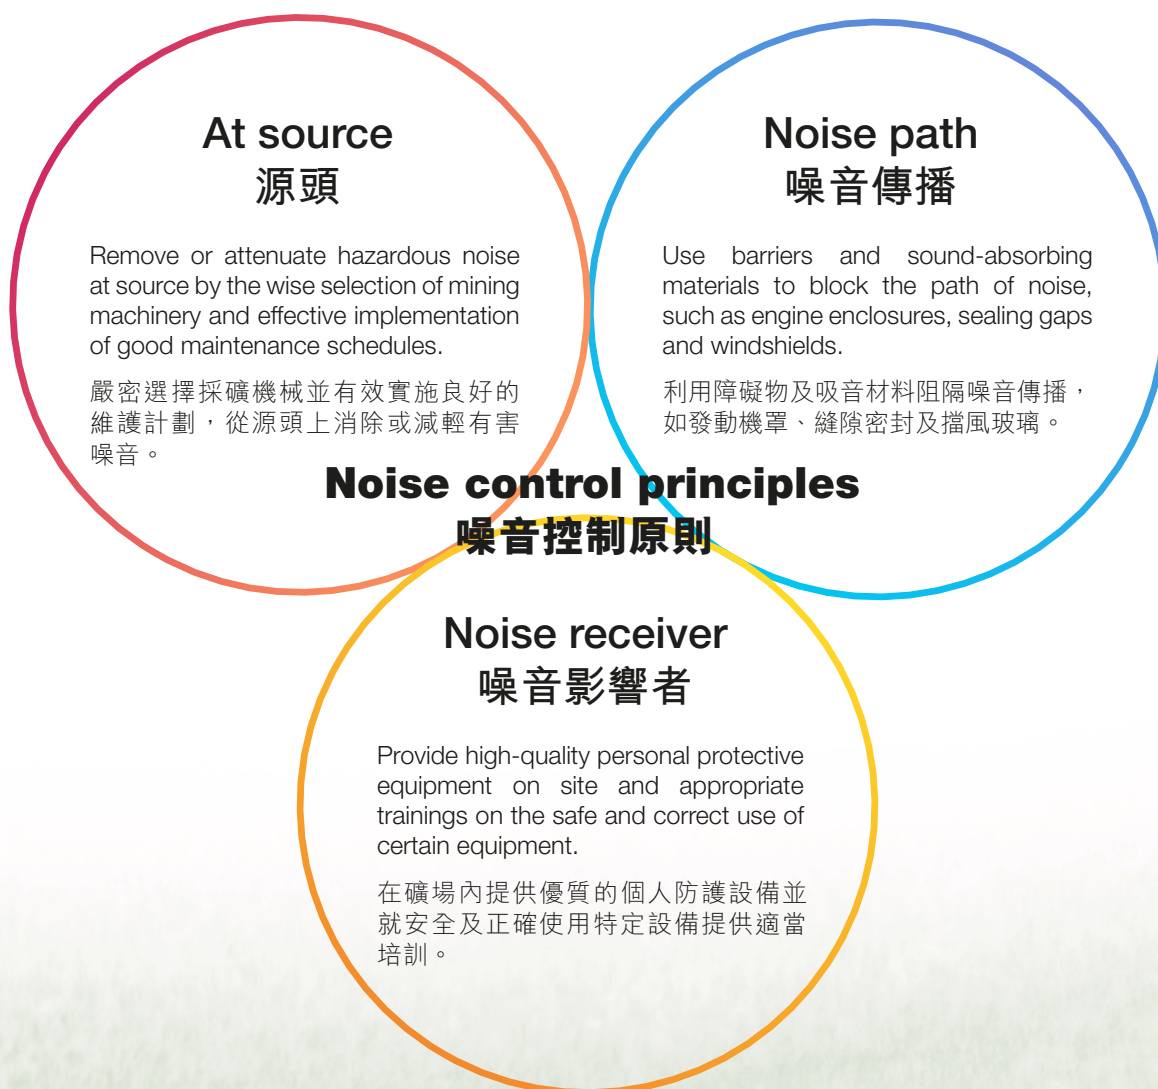 At source
源頭
Remove or attenuate hazardous noise
at source by the wise selection of mining
machinery and effective implementation
of good maintenance schedules.
嚴密選擇採礦機械並有效實施良好的
維護計劃，從源頭上消除或減輕有害
噪音。
Noise path
噪音傳播
Use barriers and sound-absorbing
materials to block the path of noise,
such as engine enclosures, sealing gaps
and windshields.
利用障礙物及吸音材料阻隔噪音傳播，
如發動機罩、縫隙密封及擋風玻璃。
Noise control principles
噪音控制原則
Noise receiver
噪音影響者
Provide high-quality personal protective
equipment on site and appropriate
trainings on the safe and correct use of
certain equipment.
在礦場內提供優質的個人防護設備並
就安全及正確使用特定設備提供適當
培訓。